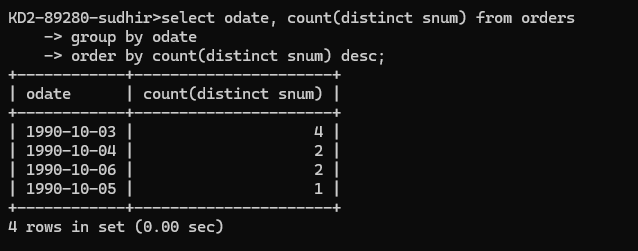 KD2-89280-sudhir>select odate, count(distinct snum) from orders
    -> group by odate
    -> order by count(distinct snum) desc;
+------------+----------------------+
| odate      | count(distinct snum) |
+------------+----------------------+
| 1990-10-03 |                    4 |
| 1990-10-04 |                    2 |
| 1990-10-06 |                    2 |
| 1990-10-05 |                    1 |
+------------+----------------------+
4 rows in set (0.00 sec)